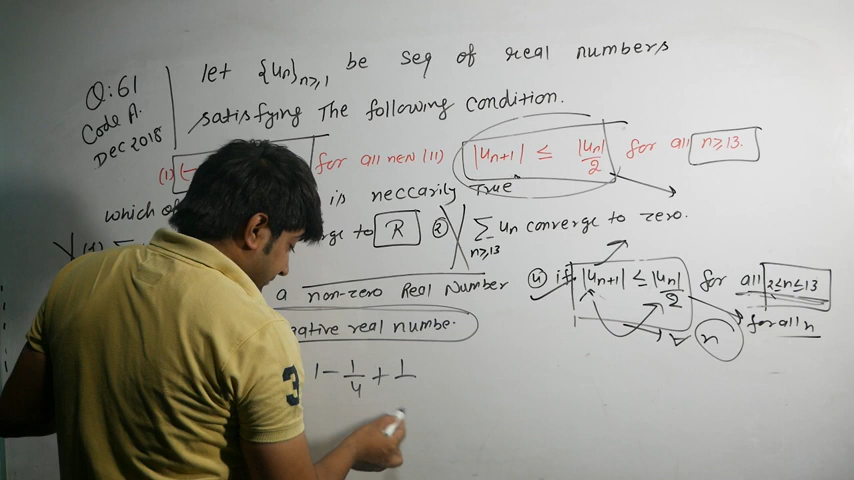 Q:61
Code A.
Dec 2018
let {un}n≥1 be seq of real numbers
satisfying The following condition.
(1) (- for all n∈N (11) |un+1| ≤ |un|/2 for all n≥13.
which of is neccarily True
(1) rge to R ② ∑n≥13 un converge to zero.
a non-zero Real Number ④ if |un+1| ≤ |un|/2 for all 2≤n≤13
gative real numbe. n for all n
1 - 1/4 + 1
3